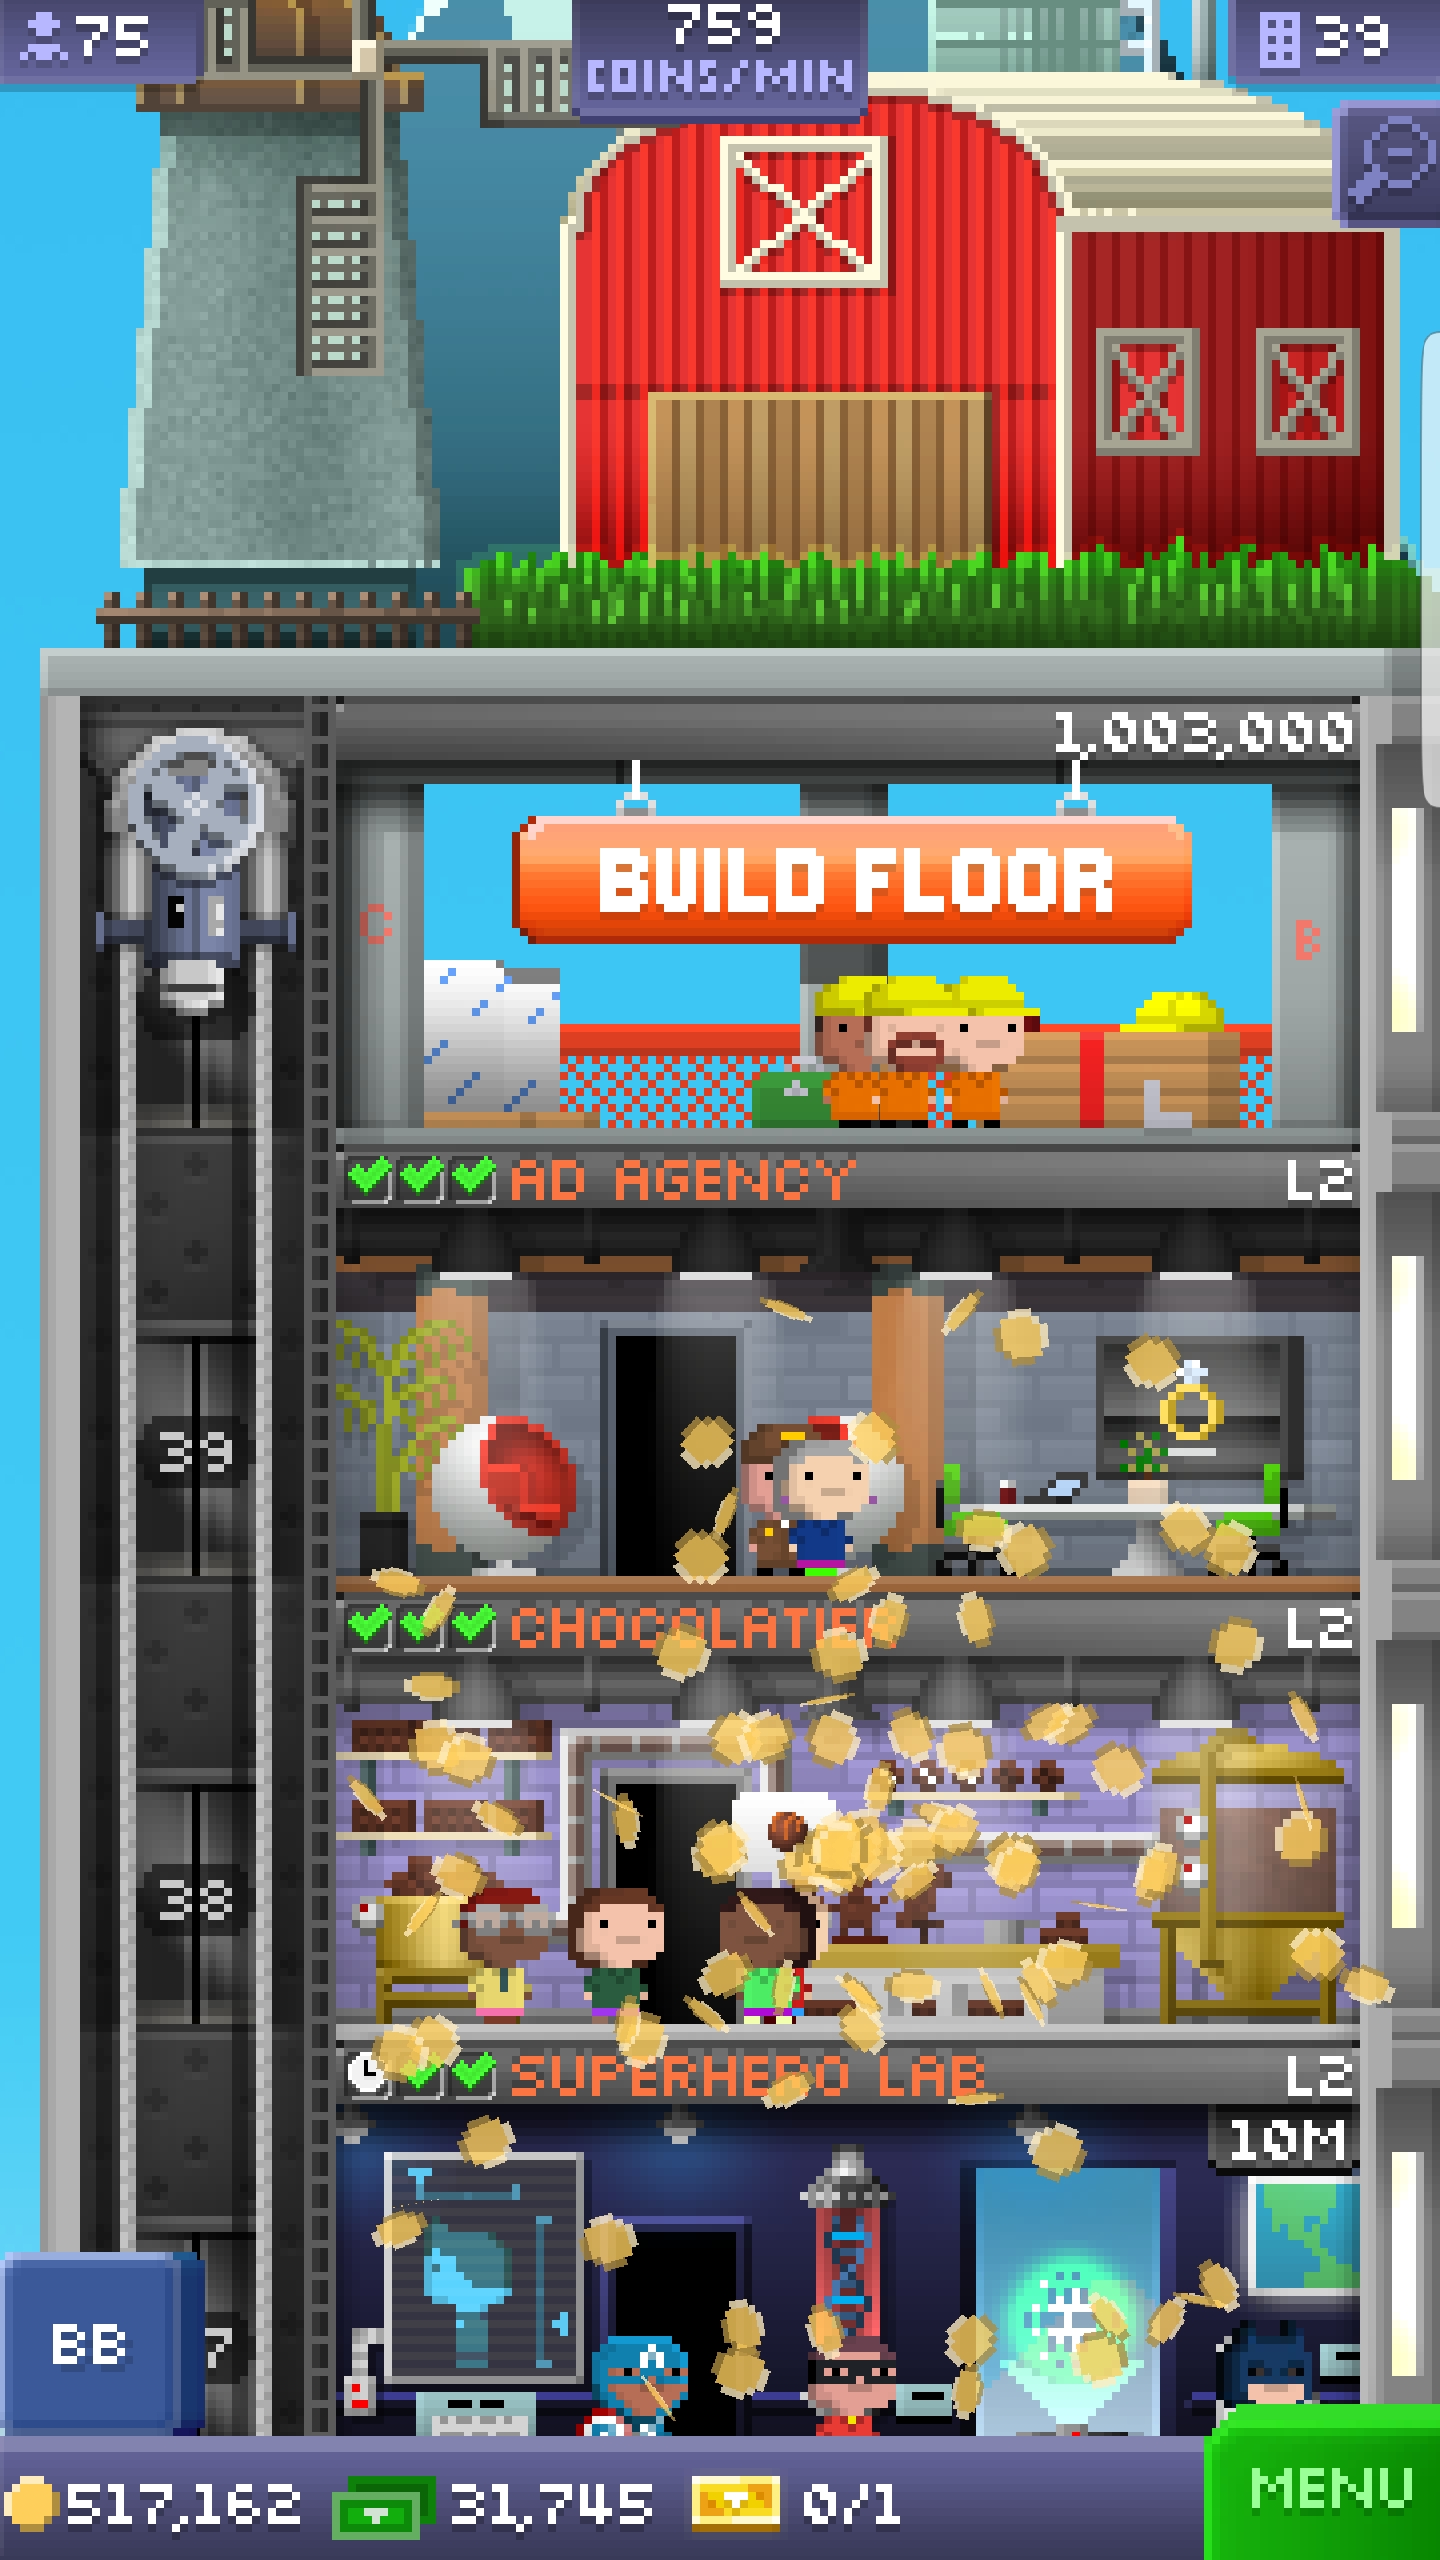 75
759
COINS/MIN
39
1,003,000
BUILD FLOOR
C
B
AD AGENCY L2
39
CHOCOLATIER L2
38
SUPERHERO LAB L2
10M
A
BB
7
517,162 31,745 0/1
MENU